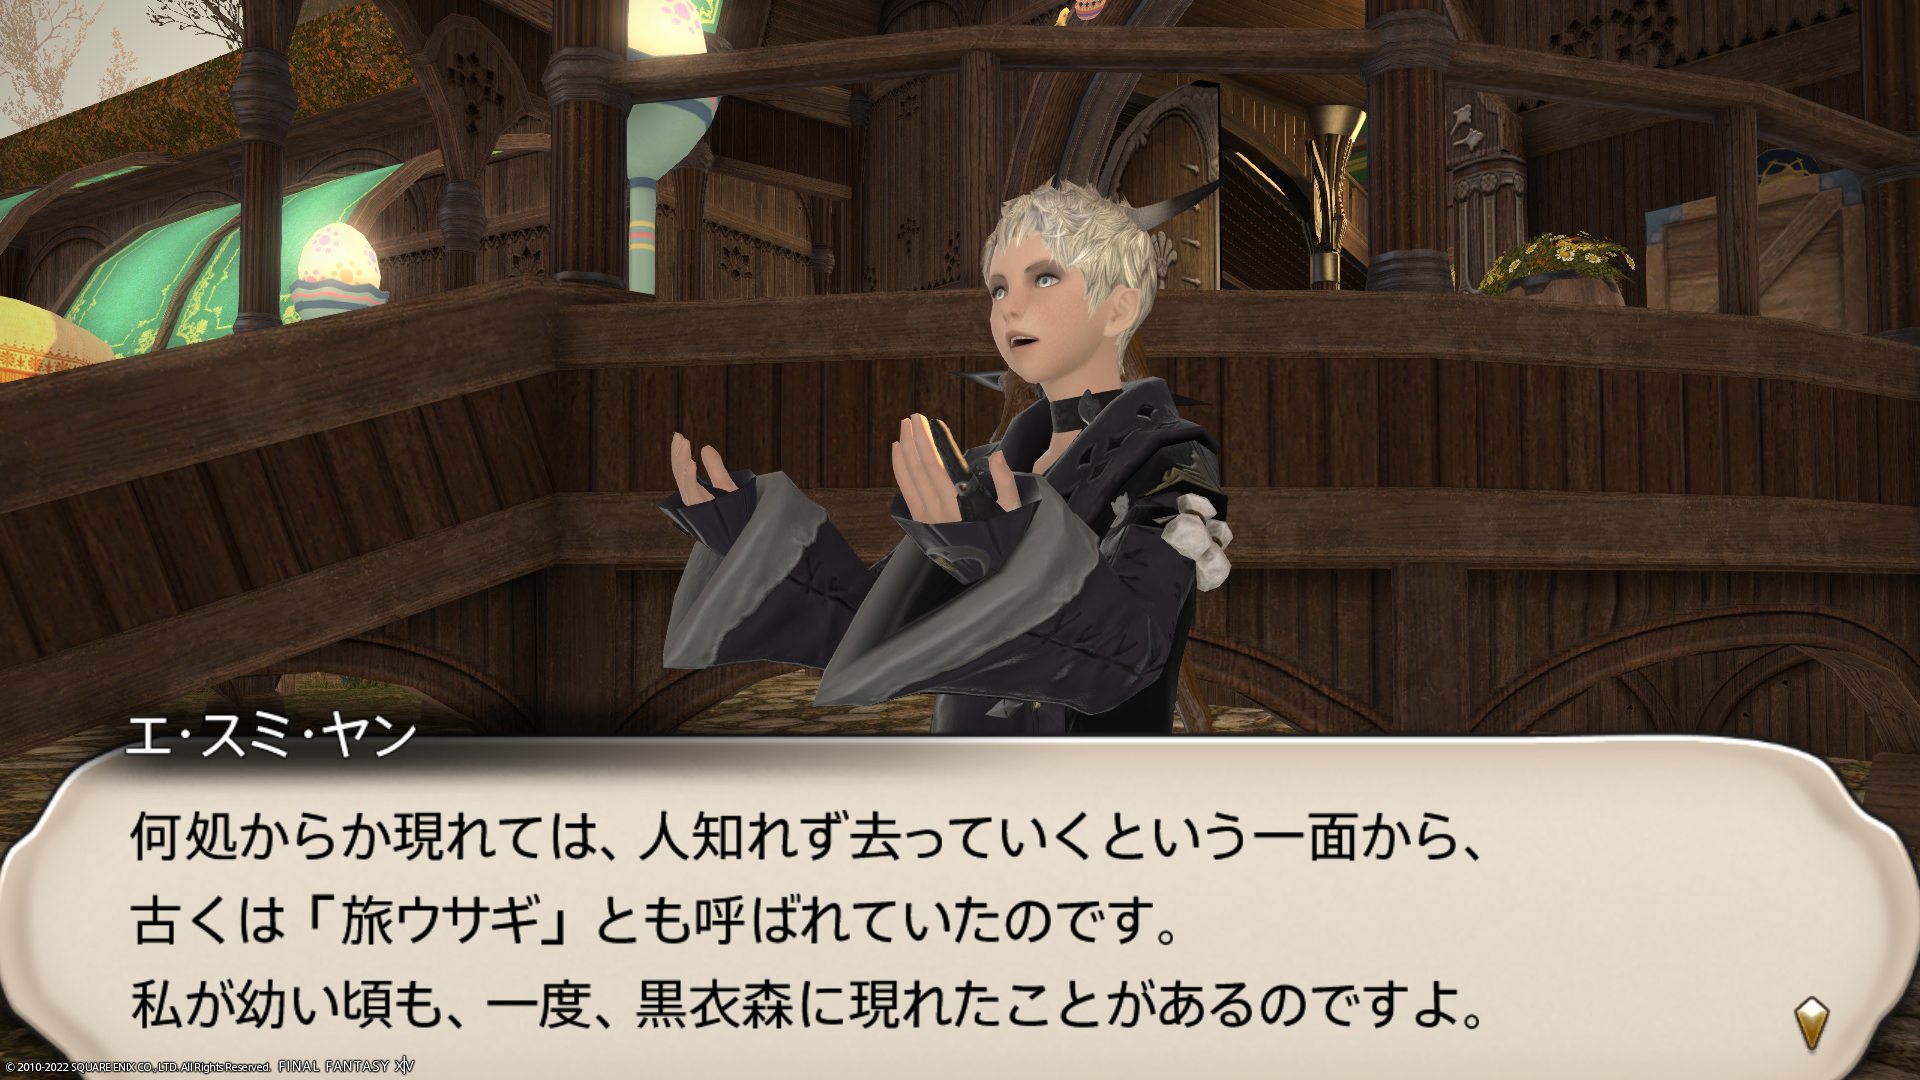 エ・スミ・ヤン
何処からか現れては、人知れず去っていくという一面から、
古くは「旅ウサギ」とも呼ばれていたのです。
私が幼い頃も、一度、黒衣森に現れたことがあるのですよ。
© 2010-2022 SQUARE ENIX CO., LTD. All Rights Reserved. FINAL FANTASY XIV